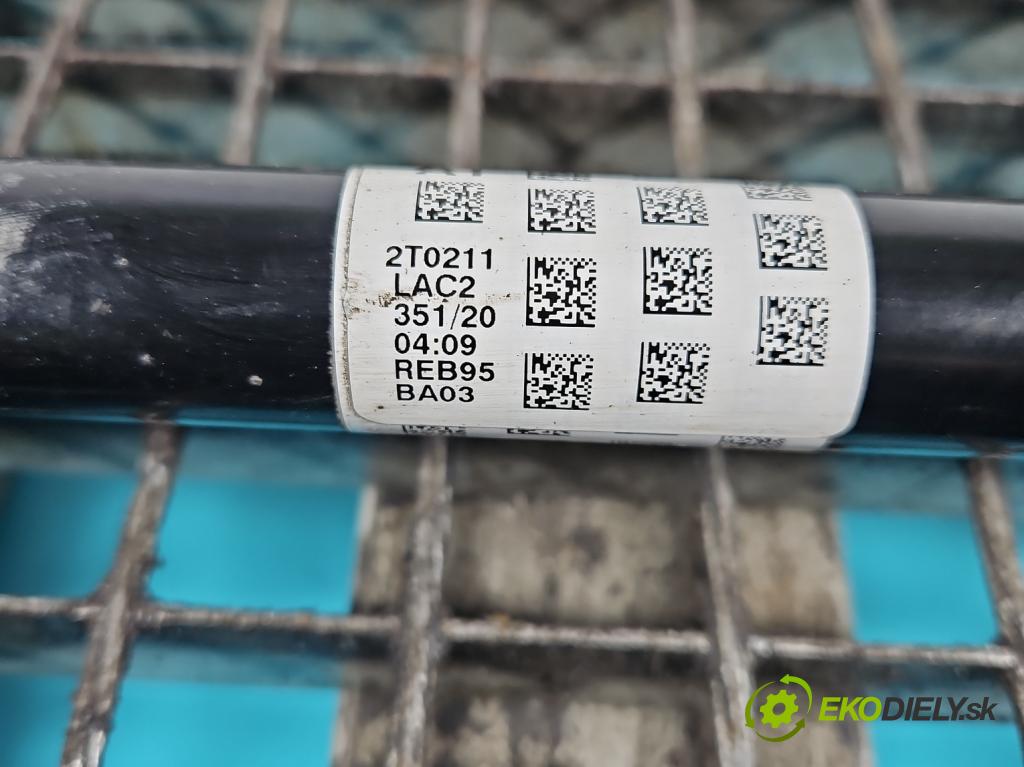 2T0211
LAC2
351/20
04:09
REB95
BA03
EKODIELY.sk